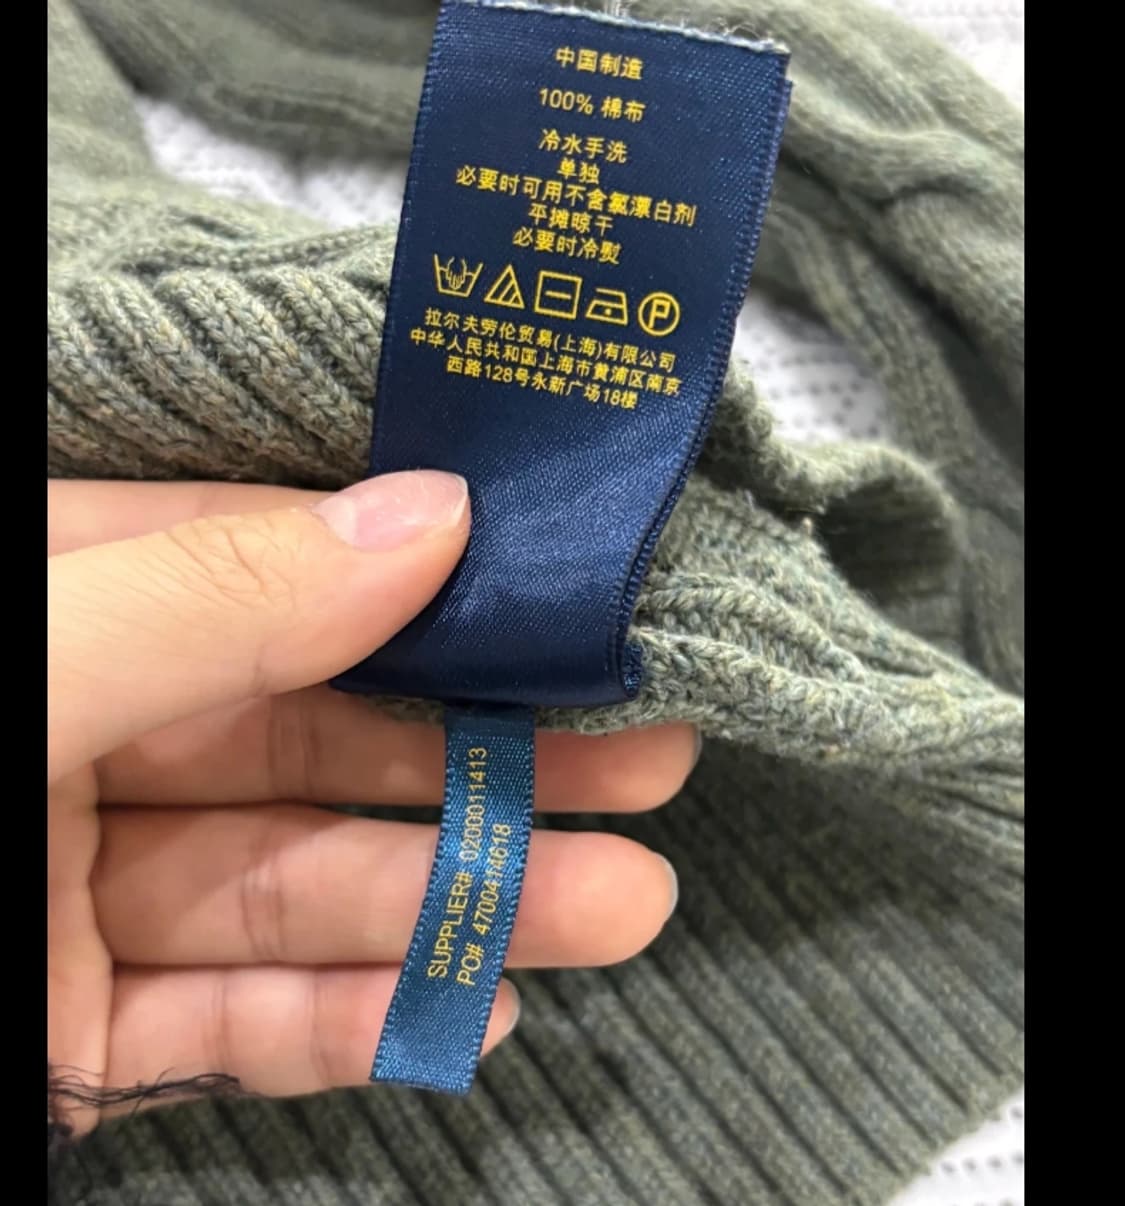 中国制造
100% 棉布
冷水手洗
单独
必要时可用不含氯漂白剂
平摊晾干
必要时冷熨
P
拉尔夫劳伦贸易(上海)有限公司
中华人民共和国上海市黄浦区南京
西路128号永新广场18楼
SUPPLIER# 0200011413
PO# 4700414618